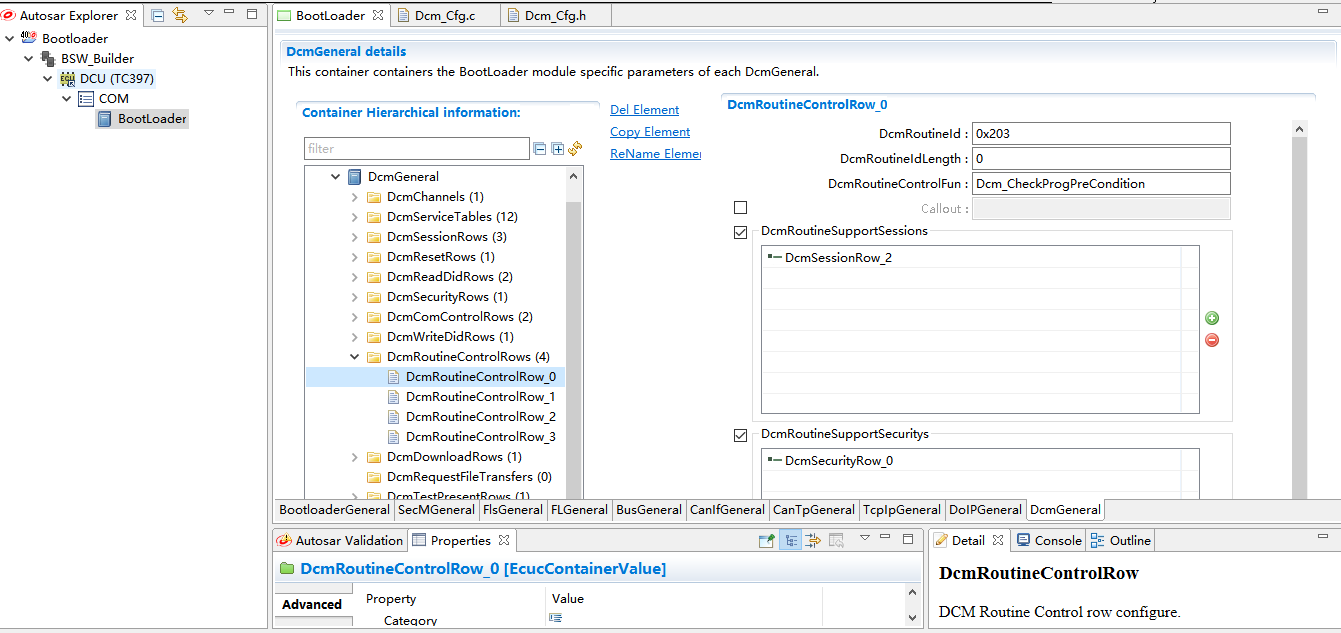 Autosar Explorer
Bootloader
BSW_Builder
DCU (TC397)
COM
BootLoader
BootLoader
Dcm_Cfg.c
Dcm_Cfg.h
DcmGeneral details
This container containers the BootLoader module specific parameters of each DcmGeneral.
Container Hierarchical information:
filter
DcmGeneral
DcmChannels (1)
DcmServiceTables (12)
DcmSessionRows (3)
DcmResetRows (1)
DcmReadDidRows (2)
DcmSecurityRows (1)
DcmComControlRows (2)
DcmWriteDidRows (1)
DcmRoutineControlRows (4)
DcmRoutineControlRow_0
DcmRoutineControlRow_1
DcmRoutineControlRow_2
DcmRoutineControlRow_3
DcmDownloadRows (1)
DcmRequestFileTransfers (0)
DcmTestPresentRows (1)
Del Element
Copy Element
ReName Elemer
DcmRoutineControlRow_0
DcmRoutineId : 0x203
DcmRoutineIdLength : 0
DcmRoutineControlFun : Dcm_CheckProgPreCondition
Callout :
DcmRoutineSupportSessions
DcmSessionRow_2
DcmRoutineSupportSecuritys
DcmSecurityRow_0
BootloaderGeneral SecMGeneral FlsGeneral FLGeneral BusGeneral CanIfGeneral CanTpGeneral TcpIpGeneral DoIPGeneral DcmGeneral
Autosar Validation
Properties
DcmRoutineControlRow_0 [EcucContainerValue]
Advanced
Property Value
Category
Detail
Console
Outline
DcmRoutineControlRow
DCM Routine Control row configure.